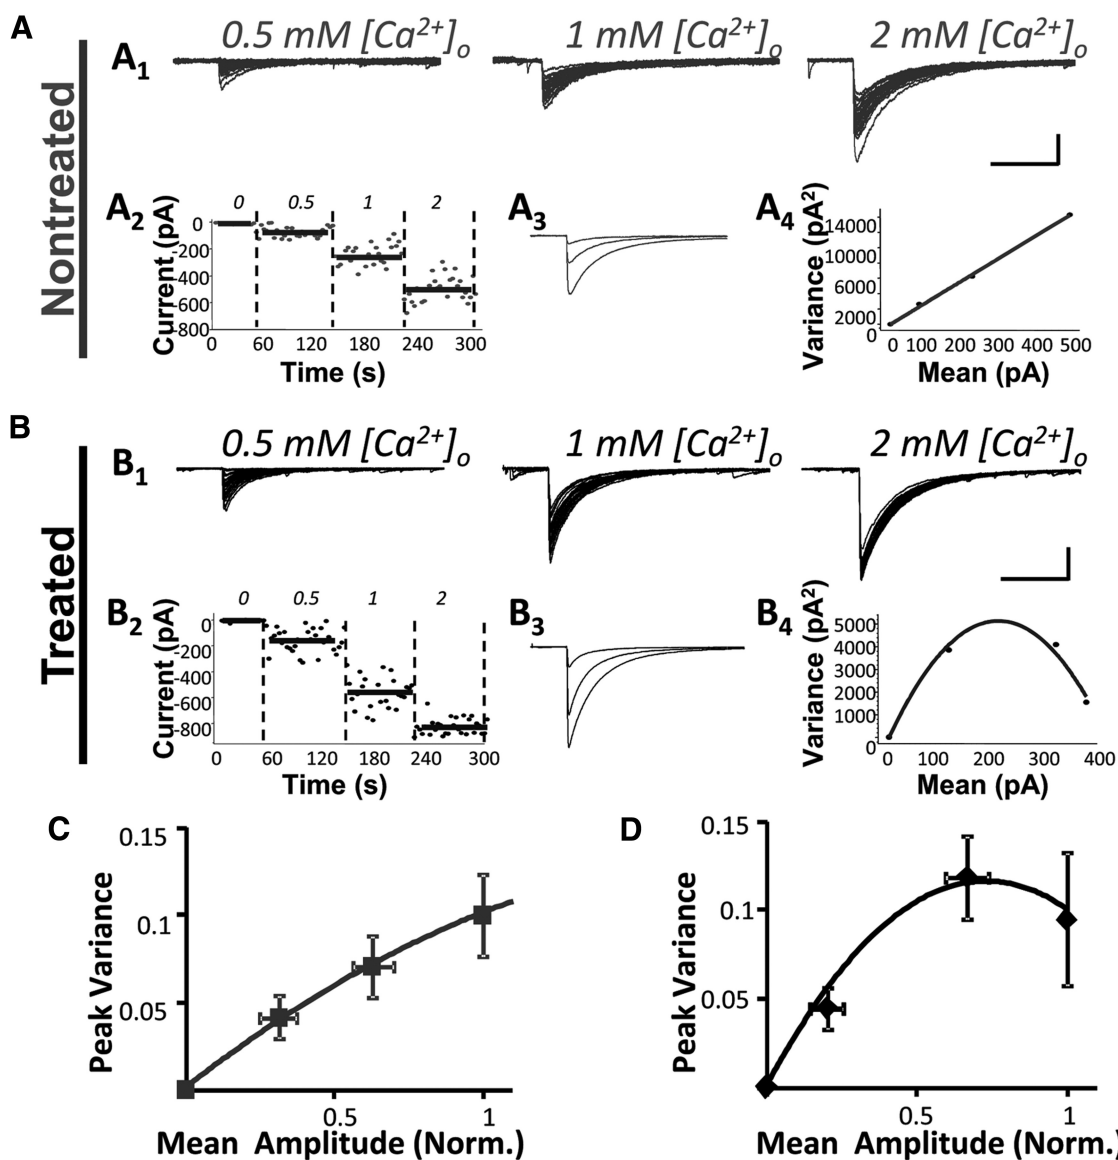 A
Nontreated
A1
0.5 mM [Ca2+]o
1 mM [Ca2+]o
2 mM [Ca2+]o
A2
Current (pA)
0 0.5 1 2
0
-200
-400
-600
-800
0 60 120 180 240 300
Time (s)
A3
A4
Variance (pA2)
14000
10000
6000
2000
0
0 100 200 300 400 500
Mean (pA)
B
Treated
B1
0.5 mM [Ca2+]o
1 mM [Ca2+]o
2 mM [Ca2+]o
B2
Current (pA)
0 0.5 1 2
0
-200
-400
-600
-800
0 60 120 180 240 300
Time (s)
B3
B4
Variance (pA2)
5000
4000
3000
2000
1000
0
0 100 200 300 400
Mean (pA)
C
Peak Variance
0.15
0.1
0.05
0.5 1
Mean Amplitude (Norm.)
D
Peak Variance
0.15
0.1
0.05
0.5 1
Mean Amplitude (Norm.)